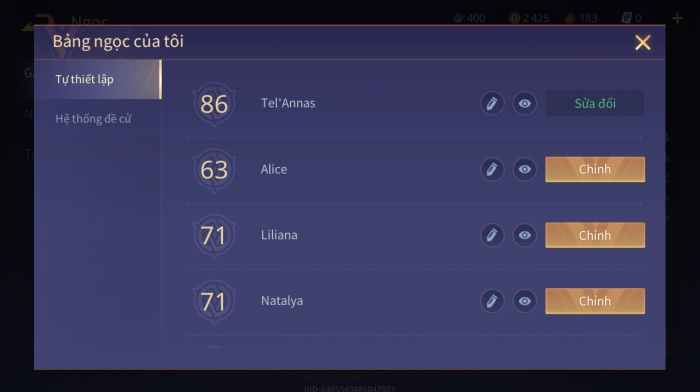 Ngọc
400
2 425
183
0
Bảng ngọc của tôi
Tự thiết lập
Hệ thống đề cử
86 Tel'Annas Sửa đổi
63 Alice Chỉnh
71 Liliana Chỉnh
71 Natalya Chỉnh
UID:6405543485047921